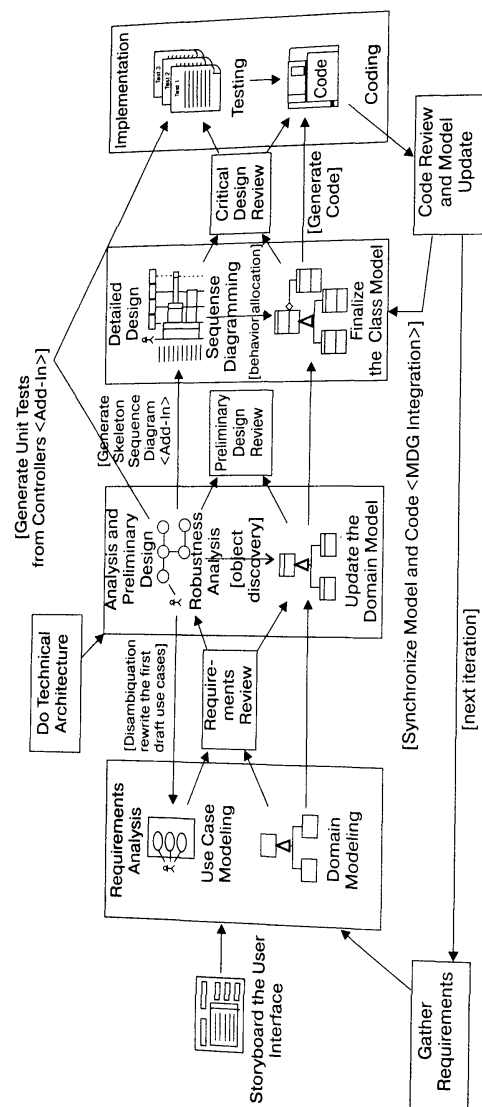 Storyboard the User
Interface
Gather
Requirements
Requirements
Analysis
Use Case
Modeling
Domain
Modeling
Do Technical
Architecture
[Disambiquation
rewrite the first
draft use cases]
Require-
ments
Review
Analysis and
Preliminary
Design
Robustness
Analysis
[object
discovery]
Update the
Domain Model
[Generate Unit Tests
from Controllers <Add-In>]
[Generate
Skeleton
Sequence
Diagram
<Add-In>]
Preliminary
Design
Review
Detailed
Design
Sequense
Diagramming
[behavior allocation]
Finalize
the Class Model
Critical
Design
Review
[Generate
Code]
Implementation
Test 3
Test 2
Test 1
Testing
Code
Coding
Code Review
and Model
Update
[Synchronize Model and Code <MDG Integration>]
[next iteration]